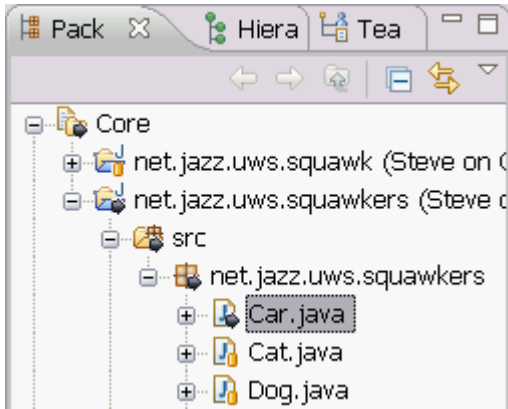 Pack Hiera Tea
Core
net.jazz.uws.squawk (Steve on
net.jazz.uws.squawkers (Steve
src
net.jazz.uws.squawkers
Car.java
Cat.java
Dog.java